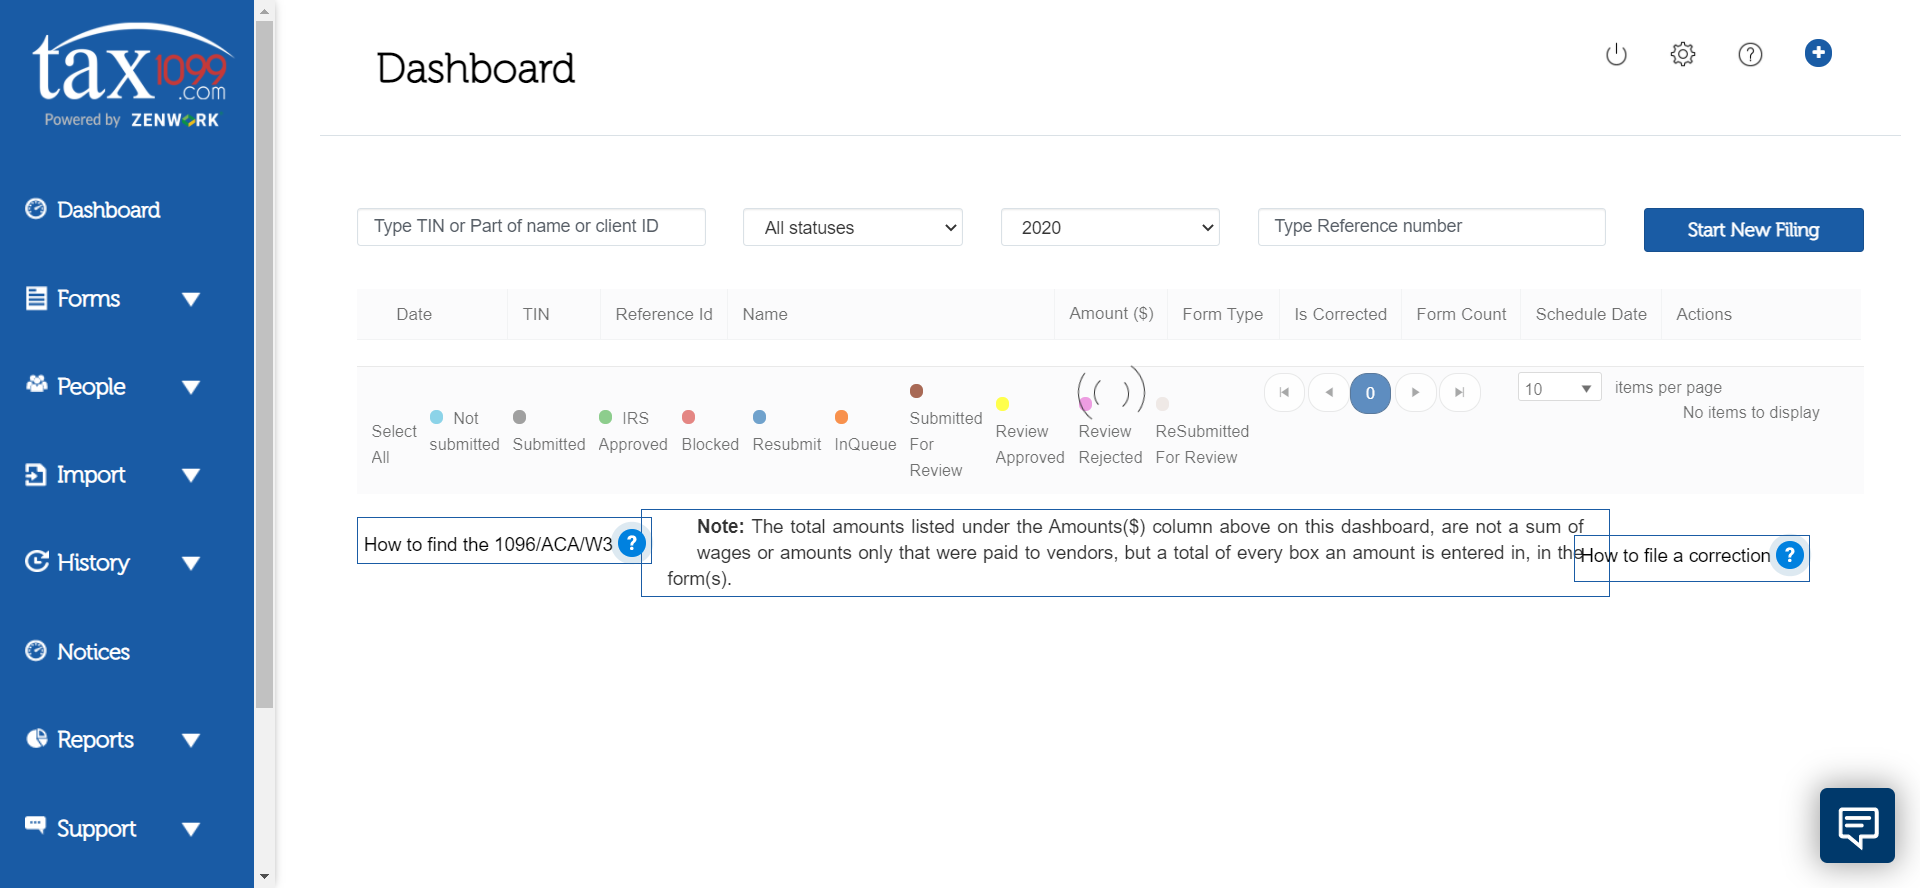 tax1099.com
Powered by ZENWORK
Dashboard
Forms
People
Import
History
Notices
Reports
Support
Dashboard
Type TIN or Part of name or client ID
All statuses
2020
Type Reference number
Start New Filing
Date TIN Reference Id Name Amount ($) Form Type Is Corrected Form Count Schedule Date Actions
Select All
Not submitted
Submitted
IRS Approved
Blocked
Resubmit
InQueue
Submitted For Review
Review Approved
Review Rejected
ReSubmitted For Review
0
10
items per page
No items to display
How to find the 1096/ACA/W3 ?
Note: The total amounts listed under the Amounts($) column above on this dashboard, are not a sum of
wages or amounts only that were paid to vendors, but a total of every box an amount is entered in, in the
form(s).
How to file a correction ?